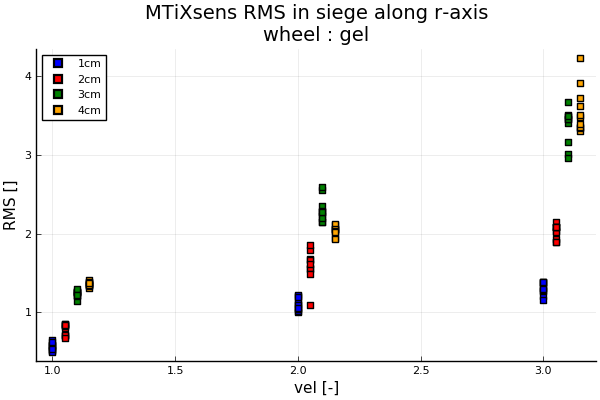 MTiXsens RMS in siege along r-axis
wheel : gel
1cm
2cm
3cm
4cm
4
3
2
1
RMS []
1.0
1.5
2.0
2.5
3.0
vel [-]